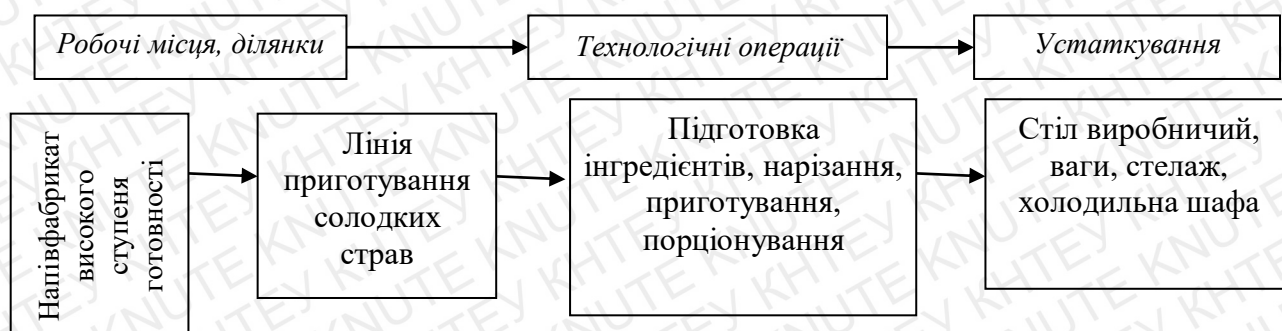 Робочі місця, ділянки
Технологічні операції
Устаткування
Напівфабрикат
високого
ступеня
готовності
Лінія
приготування
солодких
страв
Підготовка
інгредієнтів, нарізання,
приготування,
порціонування
Стіл виробничий,
ваги, стелаж,
холодильна шафа